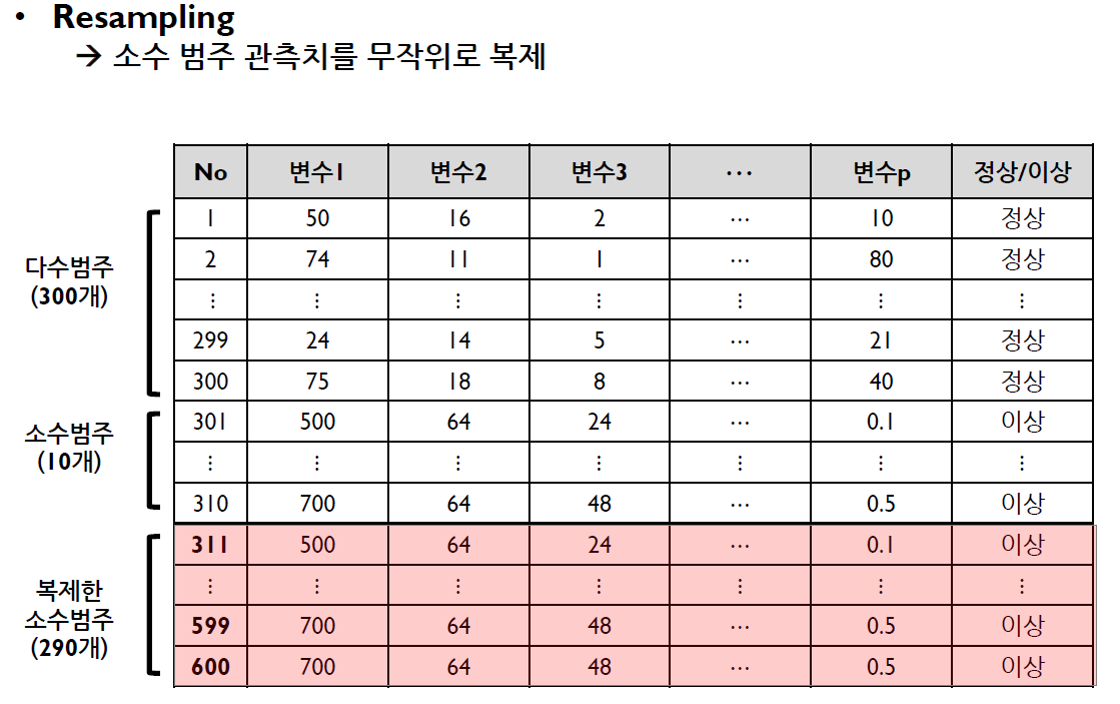 • Resampling
→ 소수 범주 관측치를 무작위로 복제
No 변수1 변수2 변수3 ⋯ 변수p 정상/이상
다수범주
(300개)
1 50 16 2 ⋯ 10 정상
2 74 11 1 ⋯ 80 정상
⋮ ⋮ ⋮ ⋮ ⋮ ⋮ ⋮
299 24 14 5 ⋯ 21 정상
300 75 18 8 ⋯ 40 정상
소수범주
(10개)
301 500 64 24 ⋯ 0.1 이상
⋮ ⋮ ⋮ ⋮ ⋮ ⋮ ⋮
310 700 64 48 ⋯ 0.5 이상
복제한
소수범주
(290개)
311 500 64 24 ⋯ 0.1 이상
⋮ ⋮ ⋮ ⋮ ⋮ ⋮ ⋮
599 700 64 48 ⋯ 0.5 이상
600 700 64 48 ⋯ 0.5 이상